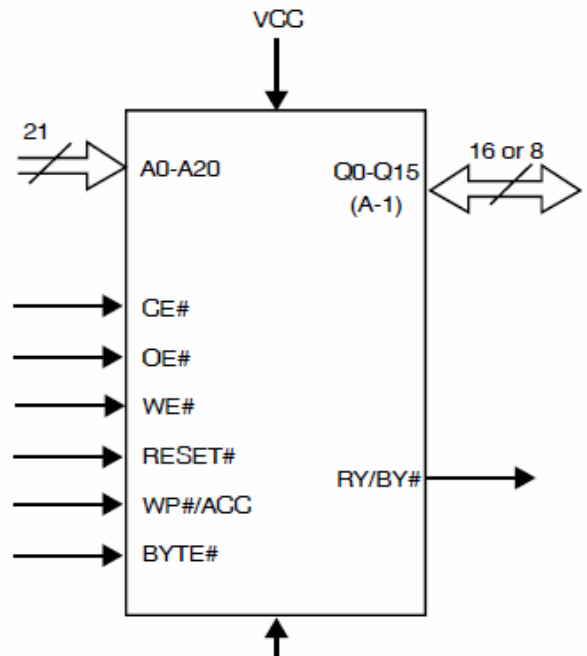 VCC
21
A0-A20
Q0-Q15
(A-1)
16 or 8
CE#
OE#
WE#
RESET#
WP#/ACC
BYTE#
RY/BY#